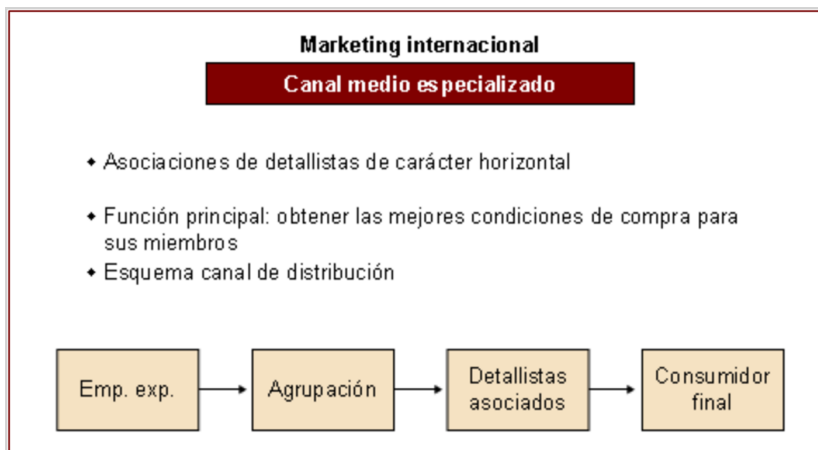 Marketing internacional
Canal medio especializado
◆ Asociaciones de detallistas de carácter horizontal
◆ Función principal: obtener las mejores condiciones de compra para
sus miembros
◆ Esquema canal de distribución
Emp. exp.
Agrupación
Detallistas
asociados
Consumidor
final